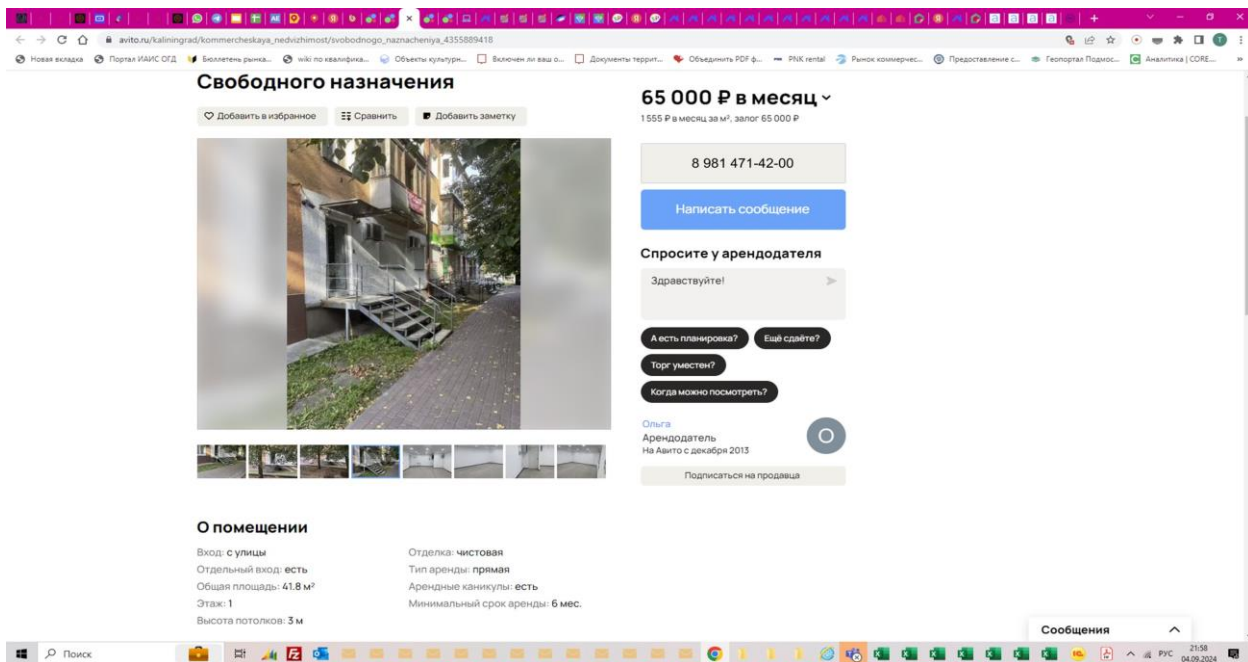 avito.ru/kaliningrad/kommercheskaya_nedvizhimost/svobodnogo_naznacheniya_4355889418
Новая вкладка Портал ИАИС ОГД Бюллетень рынка... wiki по квалифика... Объекты культурн... Включен ли ваш о... Документы террит... Объединить PDF ф... PNK rental Рынок коммерчес... Предоставление с... Геопортал Подмос... Аналитика | CORE...
Свободного назначения
65 000 ₽ в месяц
1 555 ₽ в месяц за м², залог 65 000 ₽
Добавить в избранное Сравнить Добавить заметку
8 981 471-42-00
Написать сообщение
Спросите у арендодателя
Здравствуйте!
А есть планировка? Ещё сдаёте?
Торг уместен?
Когда можно посмотреть?
Ольга
Арендодатель
На Авито с декабря 2013
О
Подписаться на продавца
О помещении
Вход: с улицы
Отдельный вход: есть
Общая площадь: 41.8 м²
Этаж: 1
Высота потолков: 3 м
Отделка: чистовая
Тип аренды: прямая
Арендные каникулы: есть
Минимальный срок аренды: 6 мес.
Сообщения
Поиск
РУС
21:58
04.09.2024